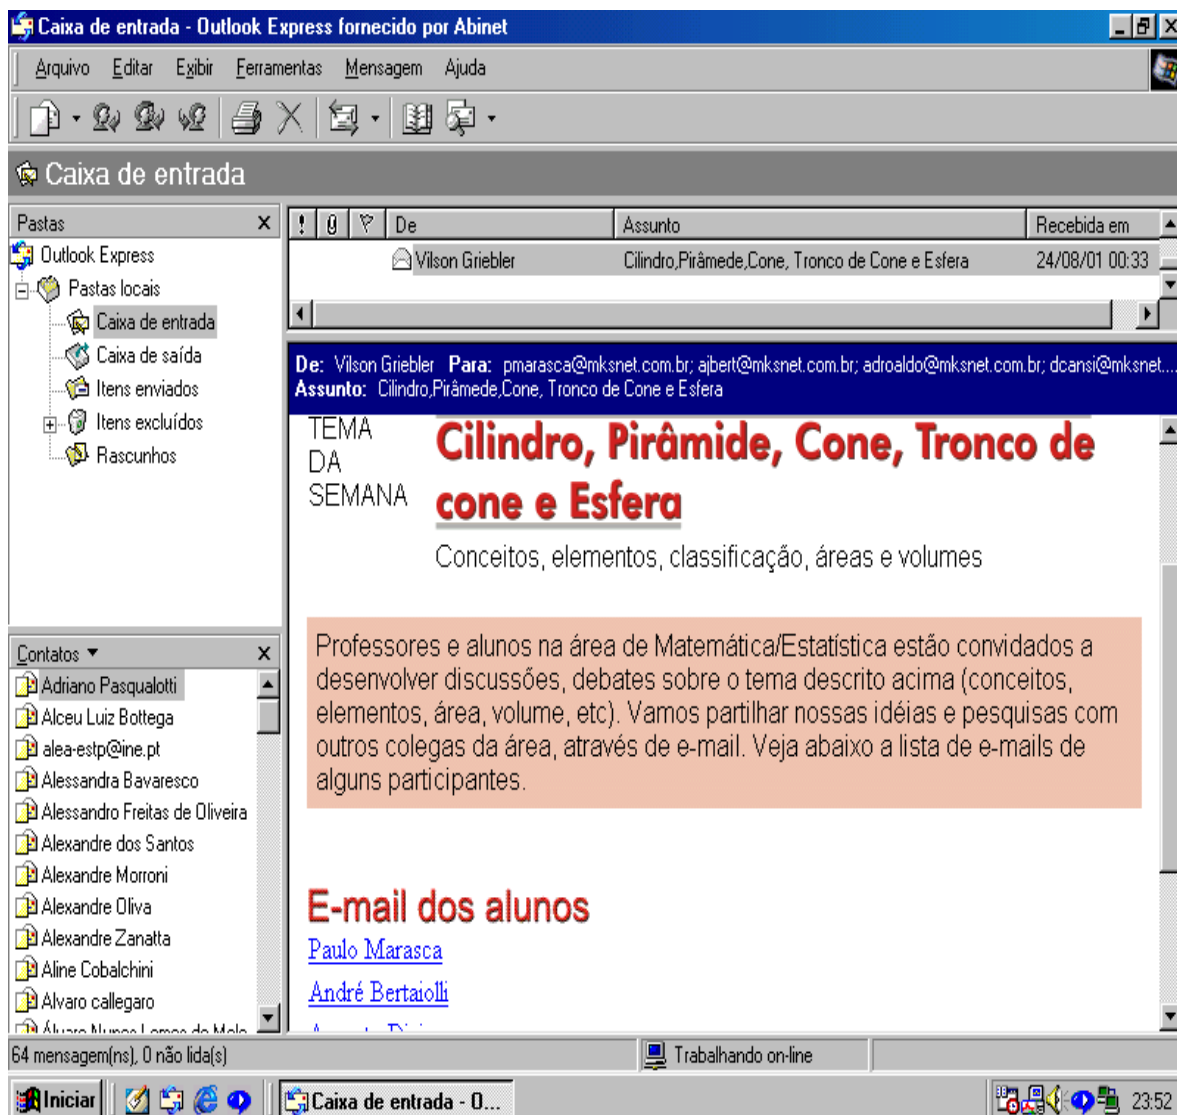 Caixa de entrada - Outlook Express fornecido por Abinet
Arquivo Editar Exibir Ferramentas Mensagem Ajuda
Caixa de entrada
Pastas
Outlook Express
Pastas locais
Caixa de entrada
Caixa de saída
Itens enviados
Itens excluídos
Rascunhos
De Assunto Recebida em
Vilson Griebler Cilindro,Pirâmede,Cone, Tronco de Cone e Esfera 24/08/01 00:33
De: Vilson Griebler Para: pmarasca@mksnet.com.br; ajbert@mksnet.com.br; adroaldo@mksnet.com.br; dcansi@mksnet....
Assunto: Cilindro,Pirâmede,Cone, Tronco de Cone e Esfera
TEMA
DA
SEMANA
Cilindro, Pirâmide, Cone, Tronco de
cone e Esfera
Conceitos, elementos, classificação, áreas e volumes
Professores e alunos na área de Matemática/Estatística estão convidados a
desenvolver discussões, debates sobre o tema descrito acima (conceitos,
elementos, área, volume, etc). Vamos partilhar nossas idéias e pesquisas com
outros colegas da área, através de e-mail. Veja abaixo a lista de e-mails de
alguns participantes.
E-mail dos alunos
Paulo Marasca
André Bertaiolli
Contatos
Adriano Pasqualotti
Alceu Luiz Bottega
alea-estp@ine.pt
Alessandra Bavaresco
Alessandro Freitas de Oliveira
Alexandre dos Santos
Alexandre Morroni
Alexandre Oliva
Alexandre Zanatta
Aline Cobalchini
Alvaro callegaro
64 mensagem(ns), 0 não lida(s)
Trabalhando on-line
Iniciar
Caixa de entrada - O...
23:52